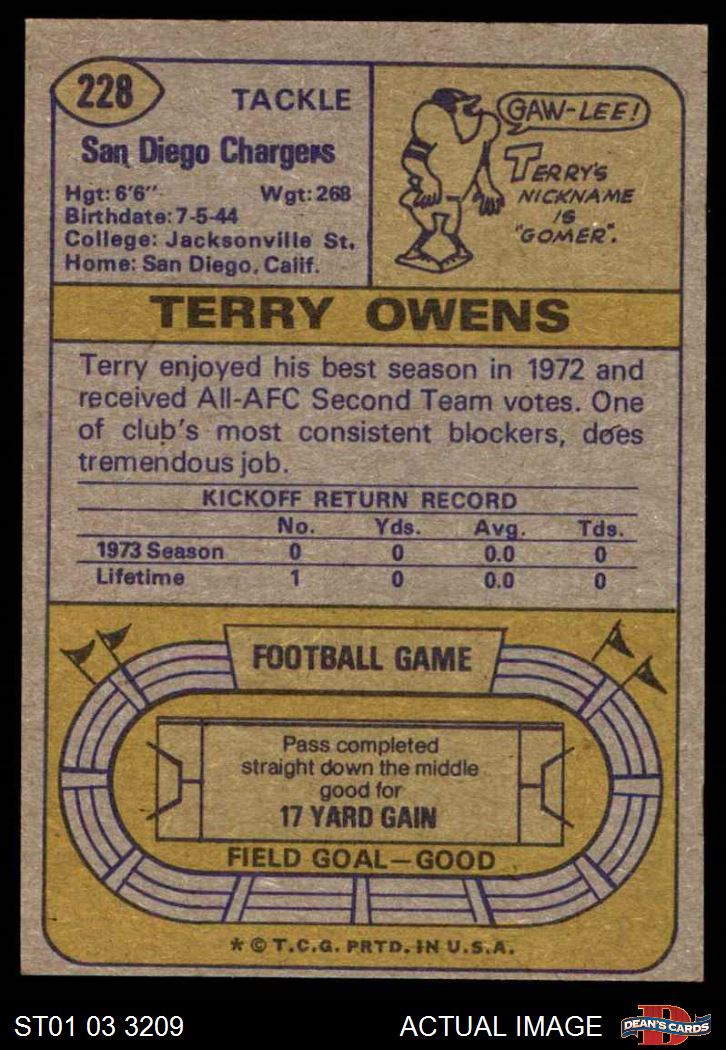 228
TACKLE
San Diego Chargers
Hgt: 6'6" Wgt: 268
Birthdate: 7-5-44
College: Jacksonville St.
Home: San Diego, Calif.
GAW-LEE!
TERRY'S
NICKNAME
IS
"GOMER".
TERRY OWENS
Terry enjoyed his best season in 1972 and
received All-AFC Second Team votes. One
of club's most consistent blockers, does
tremendous job.
KICKOFF RETURN RECORD
No. Yds. Avg. Tds.
1973 Season 0 0 0.0 0
Lifetime 1 0 0.0 0
FOOTBALL GAME
Pass completed
straight down the middle
good for
17 YARD GAIN
FIELD GOAL—GOOD
* © T.C.G. PRTD. IN U.S.A.
ST01 03 3209 ACTUAL IMAGE
DEAN'S CARDS